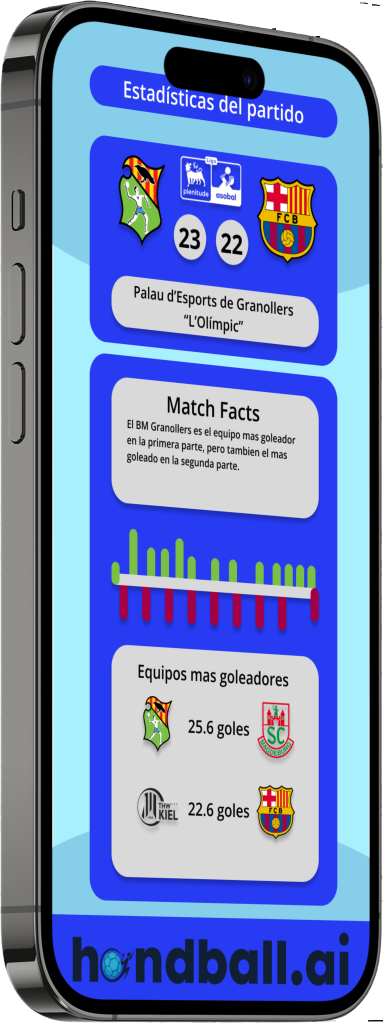 Estadísticas del partido
Liga
plenitude
asobal
FCB
23 22
Palau d'Esports de Granollers
"L'Olímpic"
Match Facts
El BM Granollers es el equipo mas goleador
en la primera parte, pero tambien el mas
goleado en la segunda parte.
Equipos mas goleadores
25.6 goles
SC
MAGDEBURG
THW
KIEL
22.6 goles
FCB
handball.ai